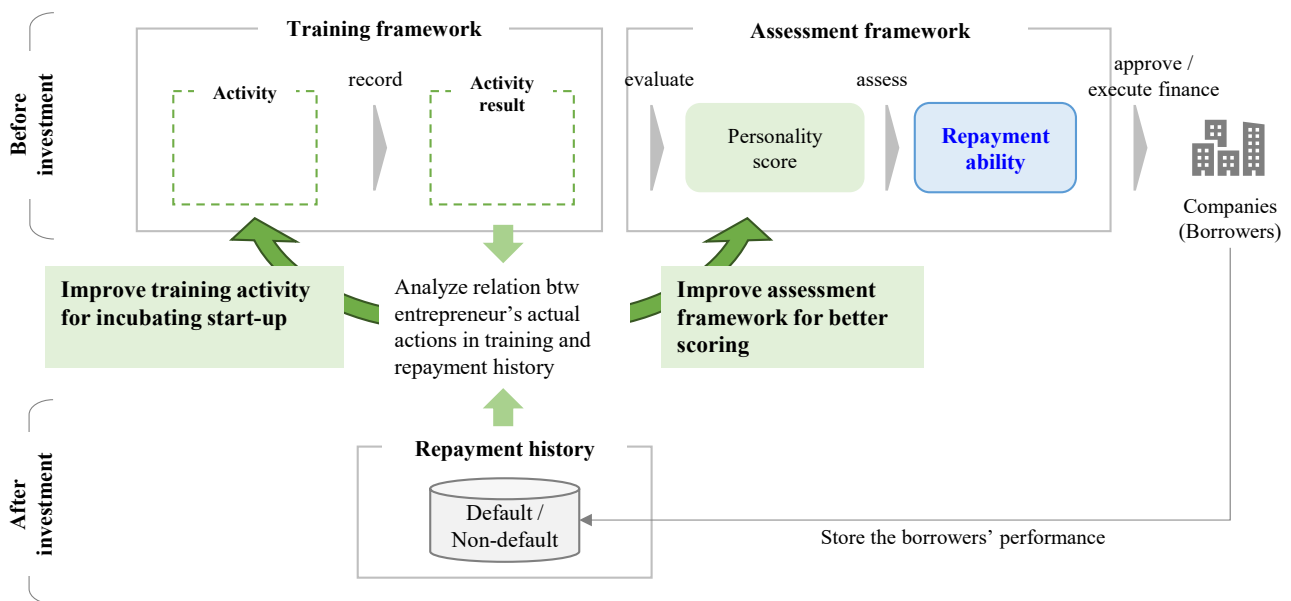 Training framework
Assessment framework
Before
investment
Activity
record
Activity
result
evaluate
Personality
score
assess
Repayment
ability
approve /
execute finance
Companies
(Borrowers)
Improve training activity
for incubating start-up
Analyze relation btw
entrepreneur's actual
actions in training and
repayment history
Improve assessment
framework for better
scoring
After
investment
Repayment history
Default /
Non-default
Store the borrowers' performance